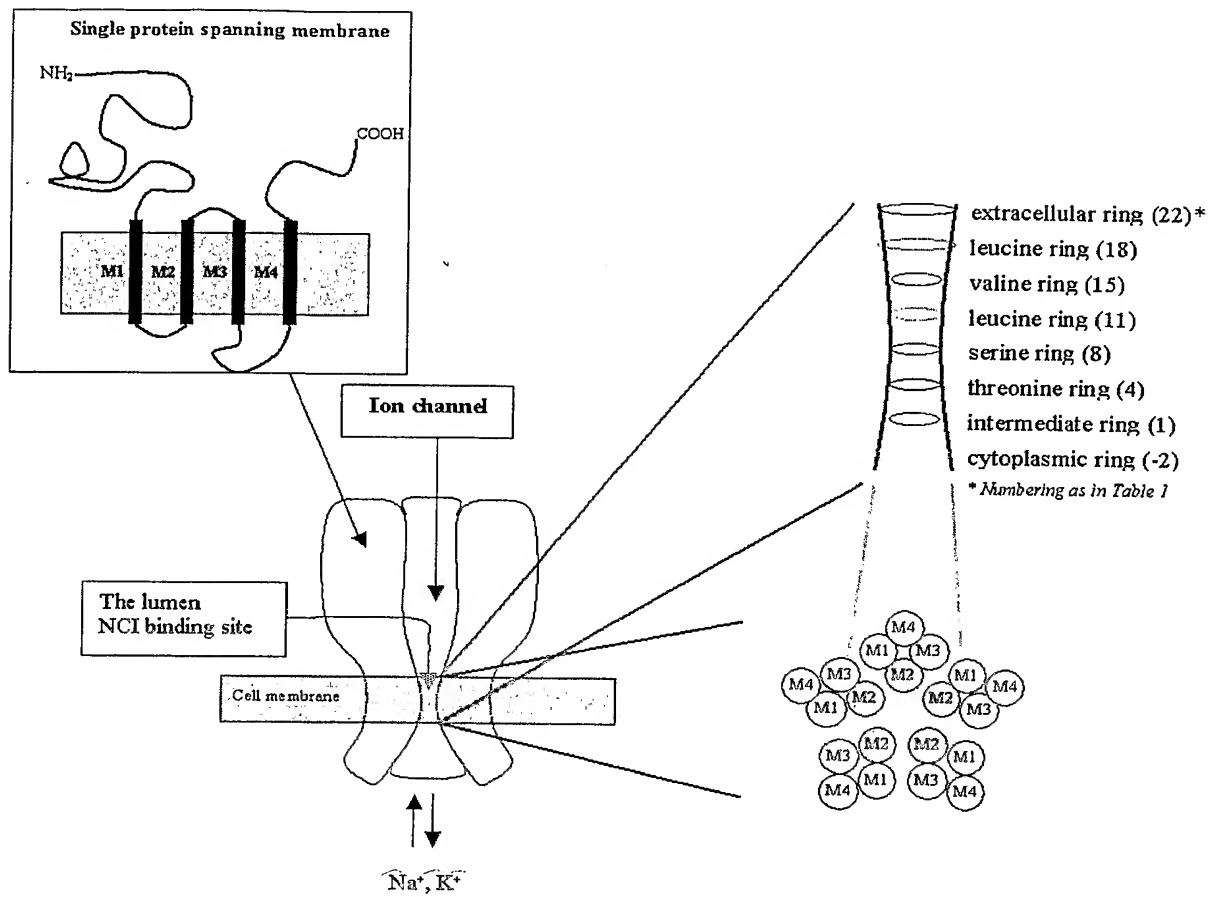 Single protein spanning membrane
NH₂
COOH
M1 M2 M3 M4
Ion channel
The lumen
NCI binding site
Cell membrane
Na⁺, K⁺
extracellular ring (22)*
leucine ring (18)
valine ring (15)
leucine ring (11)
serine ring (8)
threonine ring (4)
intermediate ring (1)
cytoplasmic ring (-2)
* Numbering as in Table 1
M4
M1 M3
M2
M4 M3
M1 M2
M1 M4
M2 M3
M3 M2
M4 M1
M2 M1
M3 M4